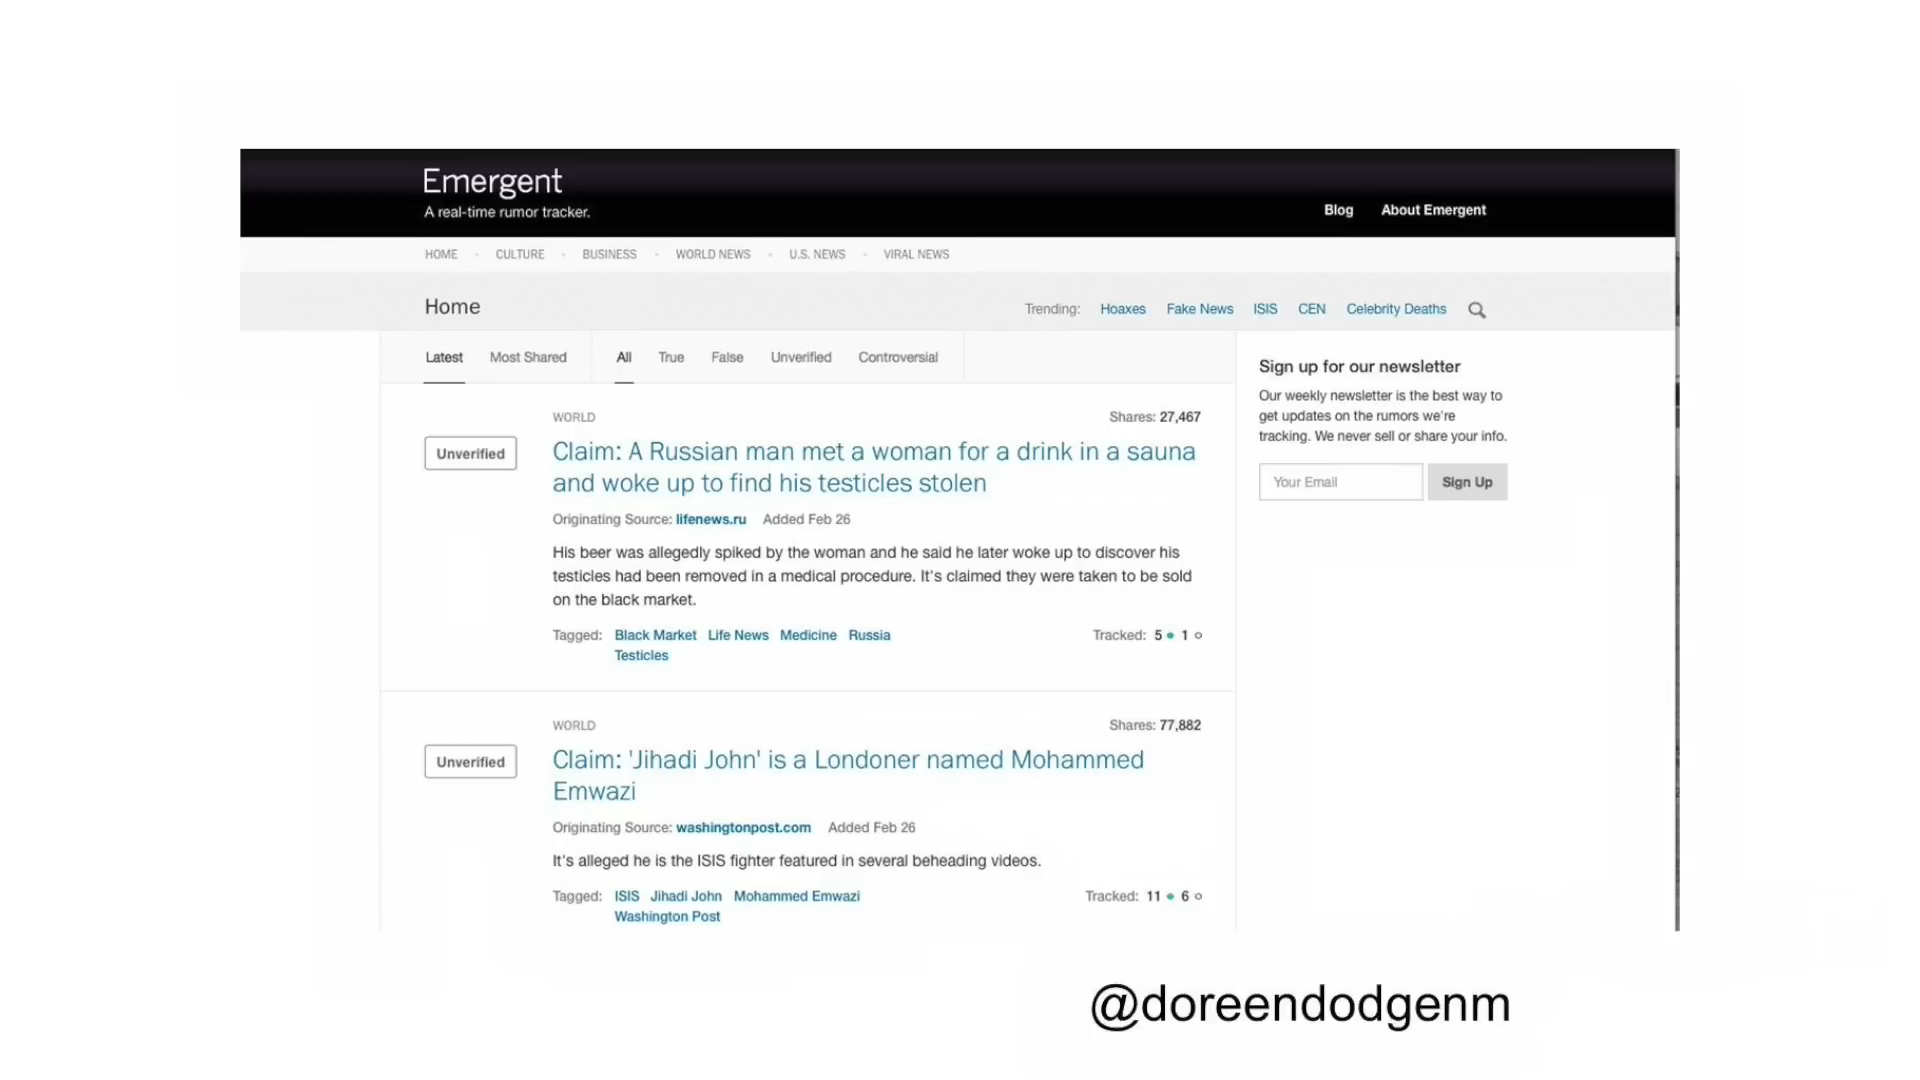 Emergent
A real-time rumor tracker.
Blog About Emergent
HOME · CULTURE · BUSINESS · WORLD NEWS · U.S. NEWS · VIRAL NEWS
Home
Trending: Hoaxes Fake News ISIS CEN Celebrity Deaths
Latest Most Shared All True False Unverified Controversial
WORLD
Shares: 27,467
Unverified
Claim: A Russian man met a woman for a drink in a sauna
and woke up to find his testicles stolen
Originating Source: lifenews.ru Added Feb 26
His beer was allegedly spiked by the woman and he said he later woke up to discover his
testicles had been removed in a medical procedure. It's claimed they were taken to be sold
on the black market.
Tagged: Black Market Life News Medicine Russia
Testicles
Tracked: 5 1
WORLD
Shares: 77,882
Unverified
Claim: 'Jihadi John' is a Londoner named Mohammed
Emwazi
Originating Source: washingtonpost.com Added Feb 26
It's alleged he is the ISIS fighter featured in several beheading videos.
Tagged: ISIS Jihadi John Mohammed Emwazi
Washington Post
Tracked: 11 6
Sign up for our newsletter
Our weekly newsletter is the best way to
get updates on the rumors we're
tracking. We never sell or share your info.
Your Email Sign Up
@doreendodgenm